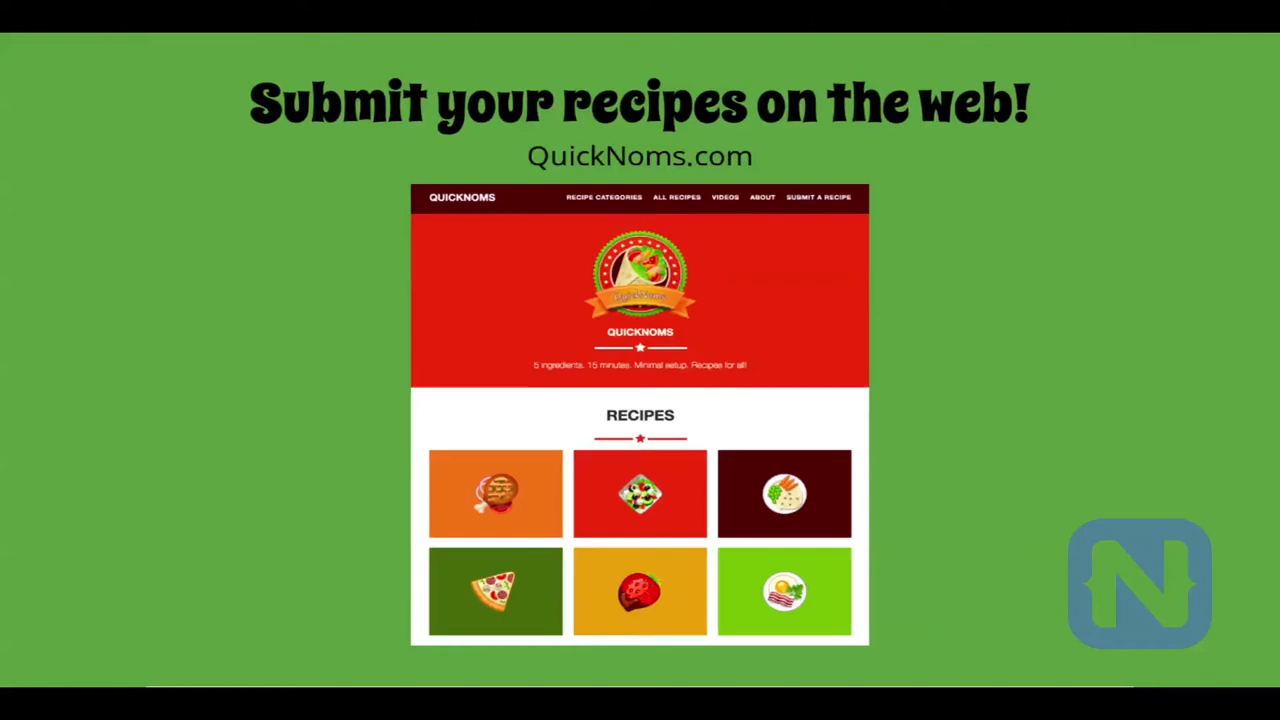 Submit your recipes on the web!
QuickNoms.com
QUICKNOMS
RECIPE CATEGORIES ALL RECIPES VIDEOS ABOUT SUBMIT A RECIPE
QuickNoms
QUICKNOMS
5 ingredients. 15 minutes. Minimal setup. Recipes for all!
RECIPES
N